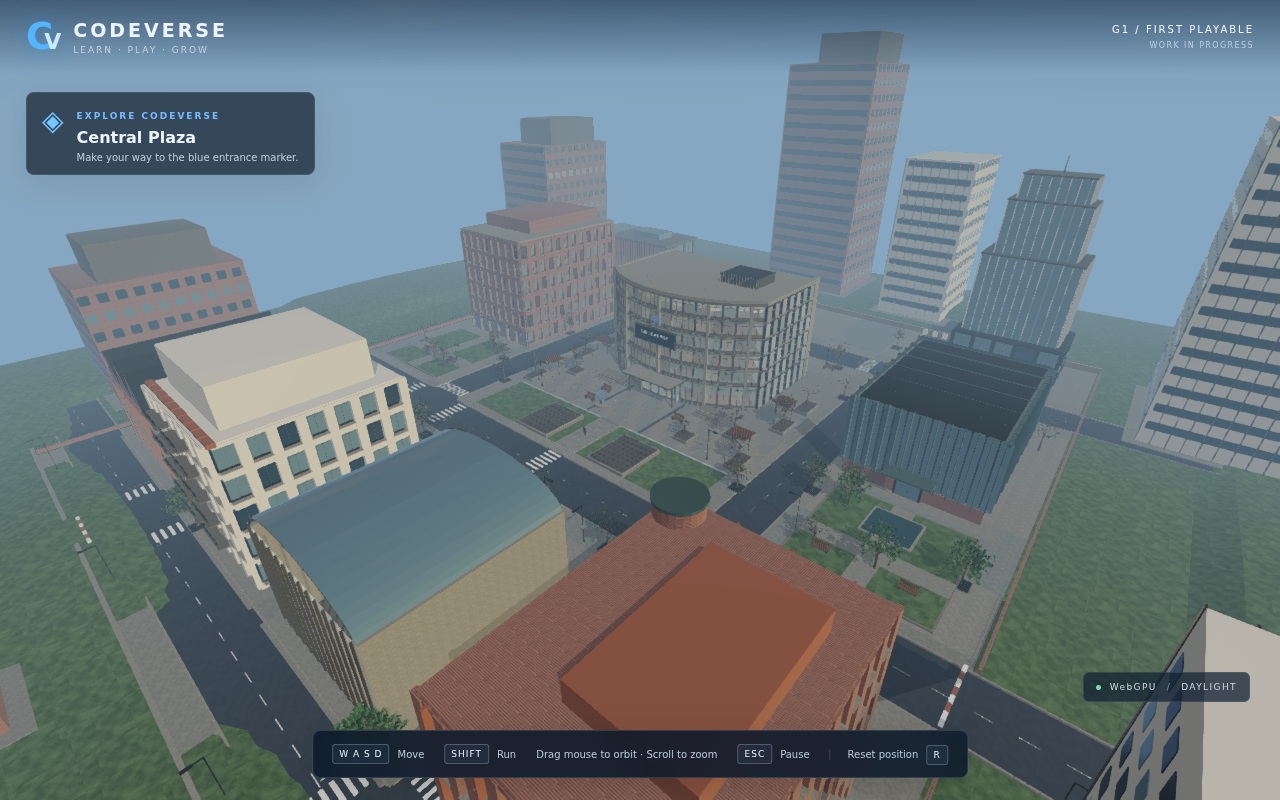 CV CODEVERSE
LEARN · PLAY · GROW
G1 / FIRST PLAYABLE
WORK IN PROGRESS
EXPLORE CODEVERSE
Central Plaza
Make your way to the blue entrance marker.
WebGPU / DAYLIGHT
W A S D Move SHIFT Run Drag mouse to orbit · Scroll to zoom ESC Pause Reset position R